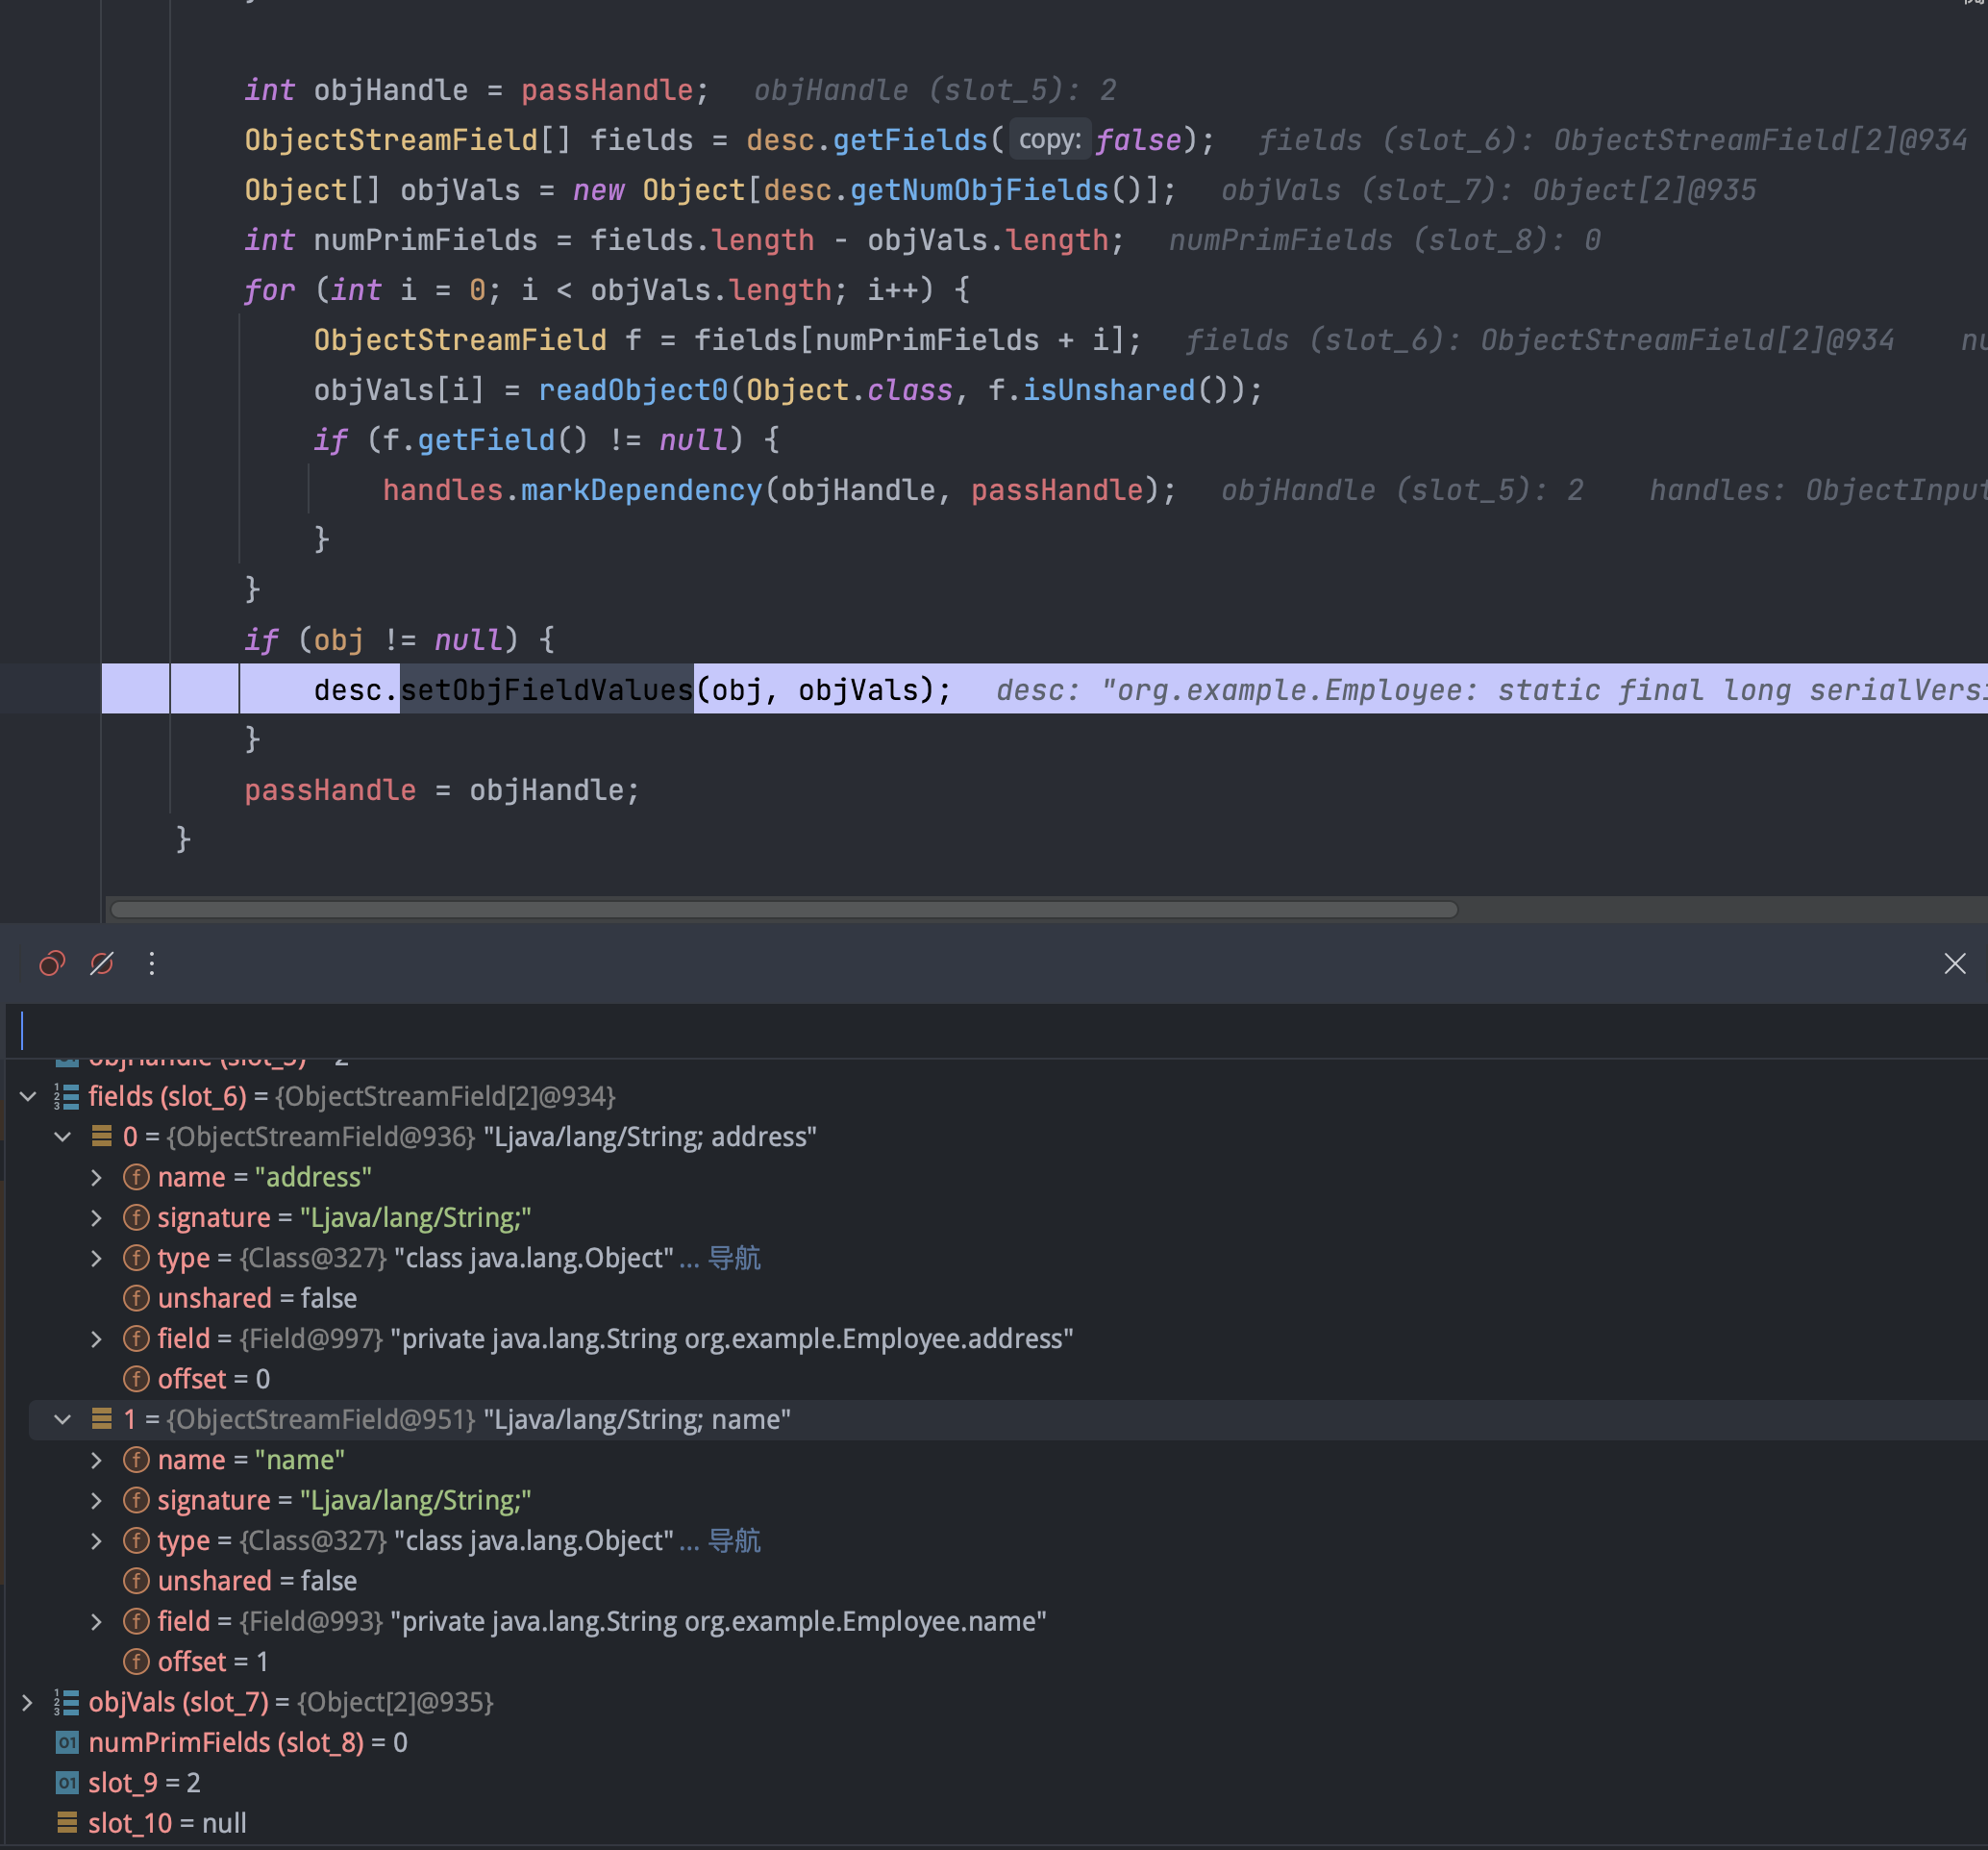 int objHandle = passHandle; objHandle (slot_5): 2
ObjectStreamField[] fields = desc.getFields( copy: false); fields (slot_6): ObjectStreamField[2]@934
Object[] objVals = new Object[desc.getNumObjFields()]; objVals (slot_7): Object[2]@935
int numPrimFields = fields.length - objVals.length; numPrimFields (slot_8): 0
for (int i = 0; i < objVals.length; i++) {
ObjectStreamField f = fields[numPrimFields + i]; fields (slot_6): ObjectStreamField[2]@934 nu
objVals[i] = readObject0(Object.class, f.isUnshared());
if (f.getField() != null) {
handles.markDependency(objHandle, passHandle); objHandle (slot_5): 2 handles: ObjectInput
}
}
if (obj != null) {
desc.setObjFieldValues(obj, objVals); desc: "org.example.Employee: static final long serialVersi
}
passHandle = objHandle;
}
objHandle (slot_5) = 2
fields (slot_6) = {ObjectStreamField[2]@934}
0 = {ObjectStreamField@936} "Ljava/lang/String; address"
name = "address"
signature = "Ljava/lang/String;"
type = {Class@327} "class java.lang.Object" ... 导航
unshared = false
field = {Field@997} "private java.lang.String org.example.Employee.address"
offset = 0
1 = {ObjectStreamField@951} "Ljava/lang/String; name"
name = "name"
signature = "Ljava/lang/String;"
type = {Class@327} "class java.lang.Object" ... 导航
unshared = false
field = {Field@993} "private java.lang.String org.example.Employee.name"
offset = 1
objVals (slot_7) = {Object[2]@935}
numPrimFields (slot_8) = 0
slot_9 = 2
slot_10 = null